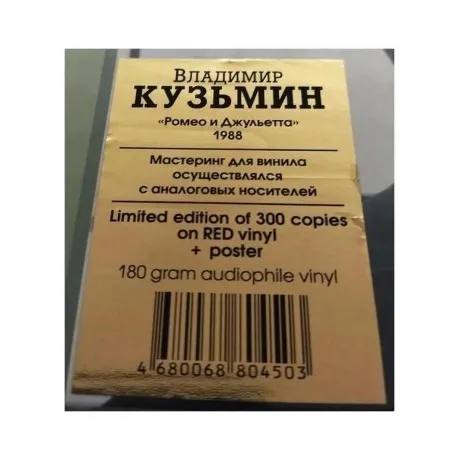 Владимир
КУЗЬМИН
«Ромео и Джульетта»
1988
Мастеринг для винила
осуществлялся
с аналоговых носителей
Limited edition of 300 copies
on RED vinyl
+ poster
180 gram audiophile vinyl
4 680068 804503